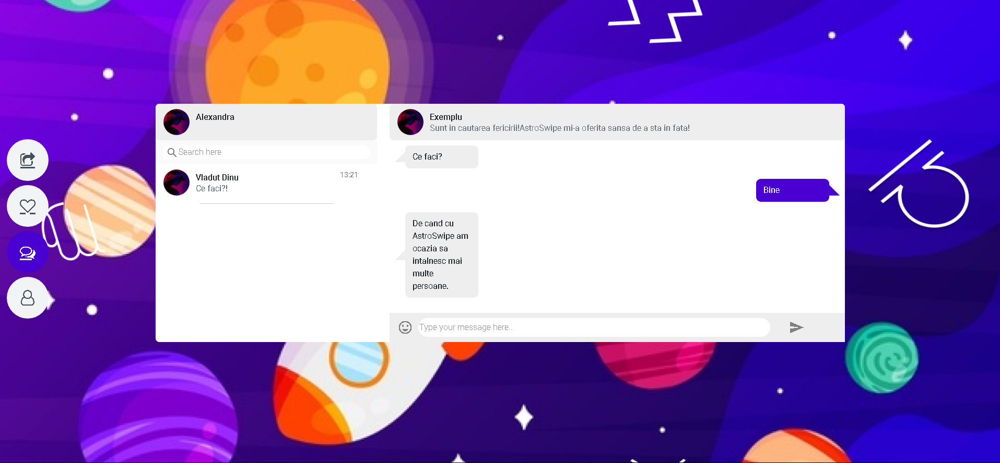 Alexandra
Search here
Vladut Dinu
13:21
Ce faci?!
Exemplu
Sunt in cautarea fericirii!AstroSwipe mi-a oferita sansa de a sta in fata!
Ce faci?
Bine
De cand cu
AstroSwipe am
ocazia sa
intalnesc mai
multe
persoane.
Type your message here...